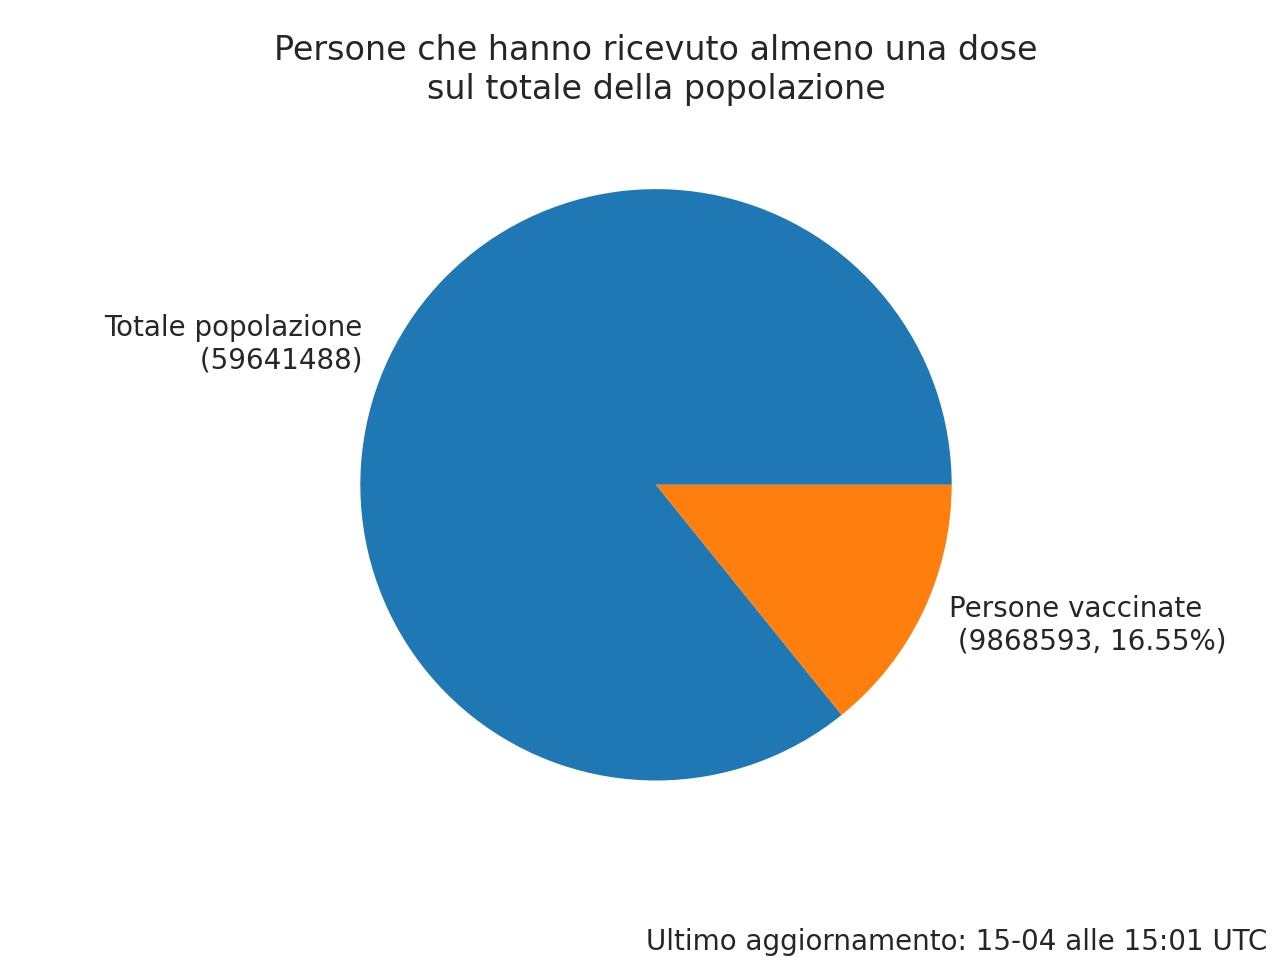 Persone che hanno ricevuto almeno una dose
sul totale della popolazione
Totale popolazione
(59641488)
Persone vaccinate
(9868593, 16.55%)
Ultimo aggiornamento: 15-04 alle 15:01 UTC